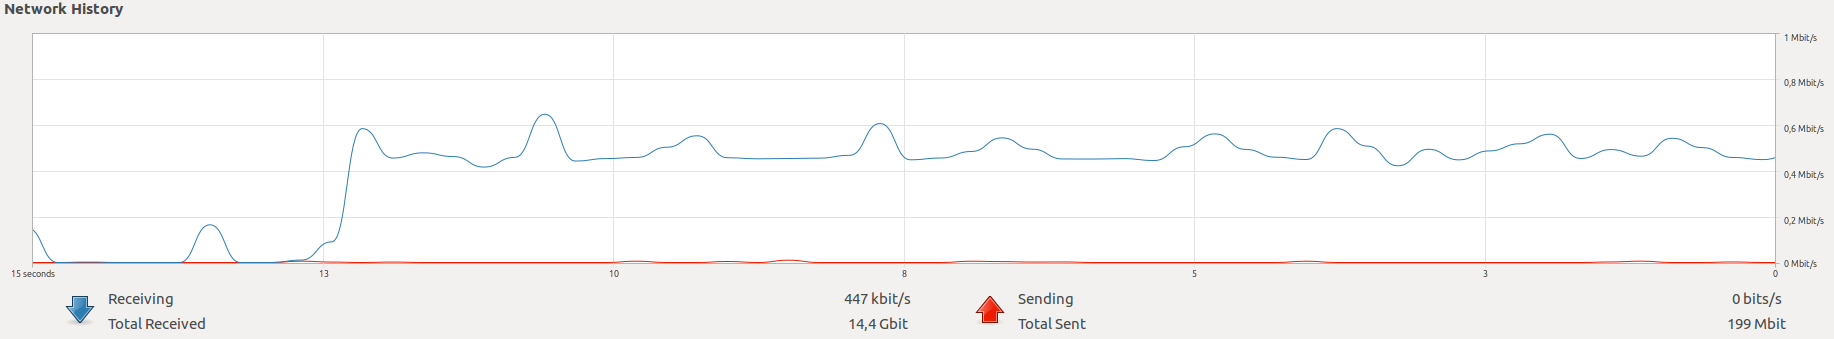 Network History
1 Mbit/s
0,8 Mbit/s
0,6 Mbit/s
0,4 Mbit/s
0,2 Mbit/s
0 Mbit/s
15 seconds 13 10 8 5 3 0
Receiving 447 kbit/s Sending 0 bits/s
Total Received 14,4 Gbit Total Sent 199 Mbit